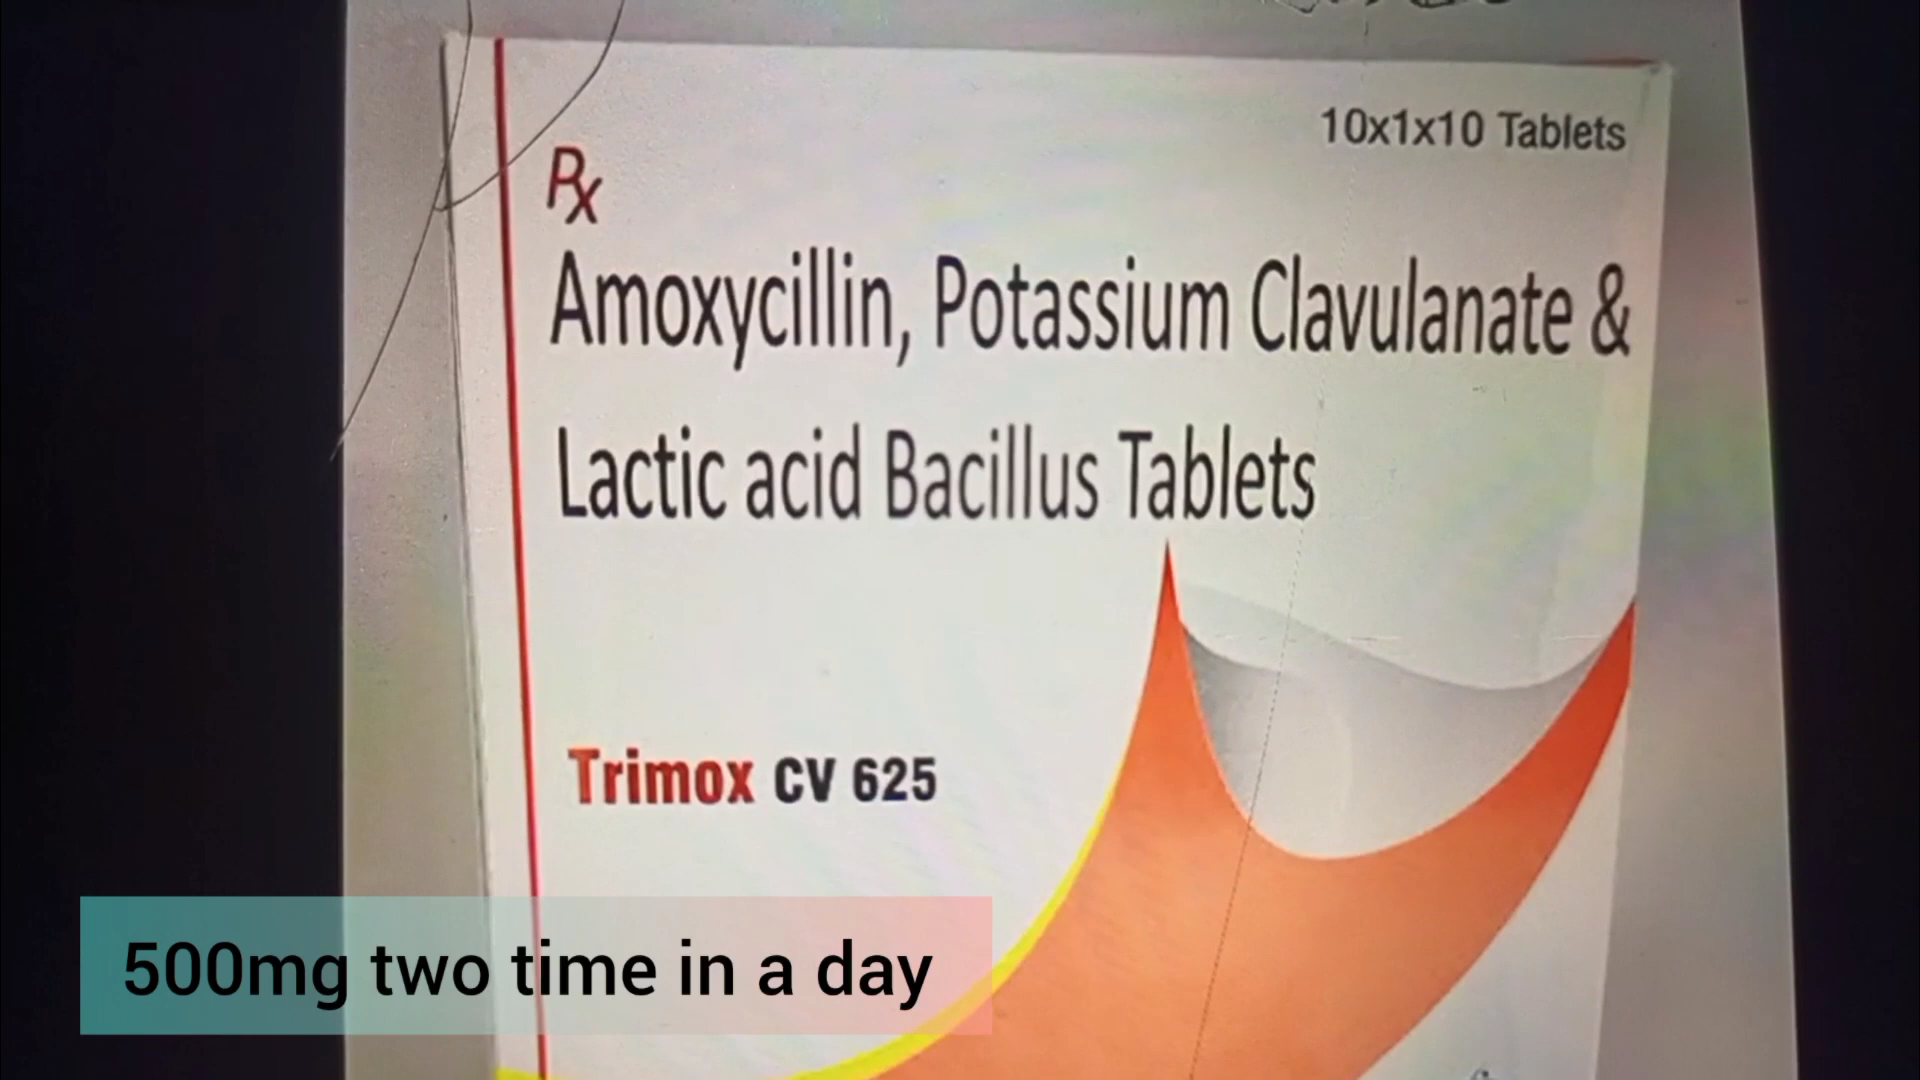 10x1x10 Tablets
Rx
Amoxycillin, Potassium Clavulanate &
Lactic acid Bacillus Tablets
Trimox CV 625
500mg two time in a day